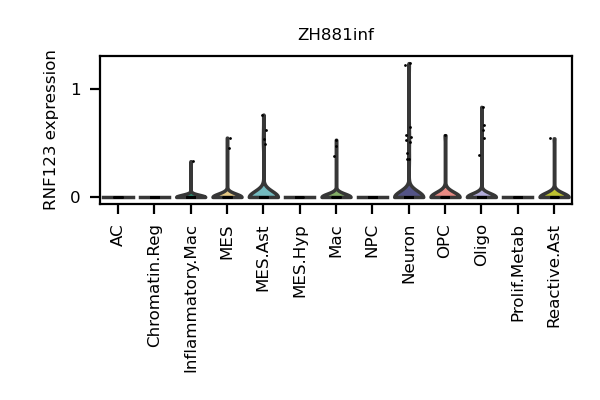 ZH881inf
RNF123 expression
1
0
AC
Chromatin.Reg
Inflammatory.Mac
MES
MES.Ast
MES.Hyp
Mac
NPC
Neuron
OPC
Oligo
Prolif.Metab
Reactive.Ast